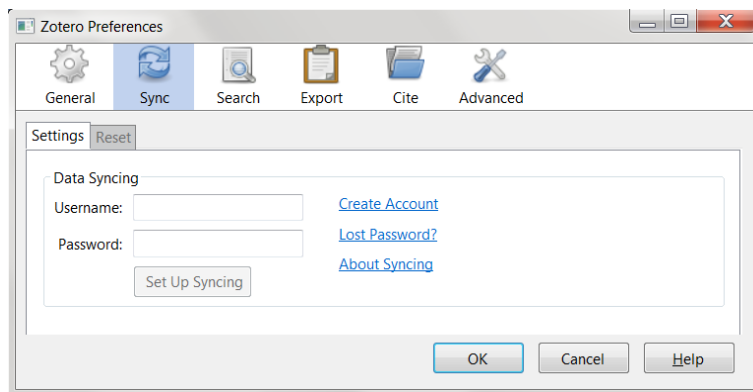 Zotero Preferences
General Sync Search Export Cite Advanced
Settings Reset
Data Syncing
Username: Create Account
Password: Lost Password?
About Syncing
Set Up Syncing
OK Cancel Help